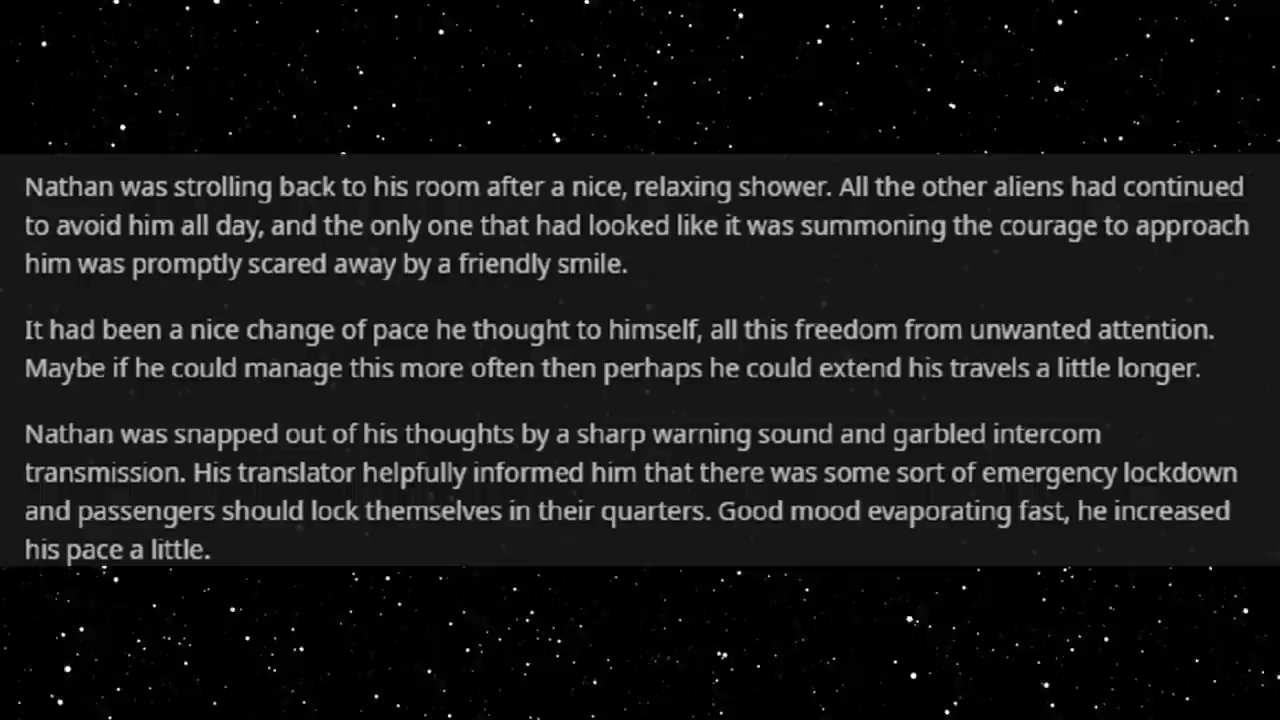 Nathan was strolling back to his room after a nice, relaxing shower. All the other aliens had continued
to avoid him all day, and the only one that had looked like it was summoning the courage to approach
him was promptly scared away by a friendly smile.
It had been a nice change of pace he thought to himself, all this freedom from unwanted attention.
Maybe if he could manage this more often then perhaps he could extend his travels a little longer.
Nathan was snapped out of his thoughts by a sharp warning sound and garbled intercom
transmission. His translator helpfully informed him that there was some sort of emergency lockdown
and passengers should lock themselves in their quarters. Good mood evaporating fast, he increased
his pace a little.